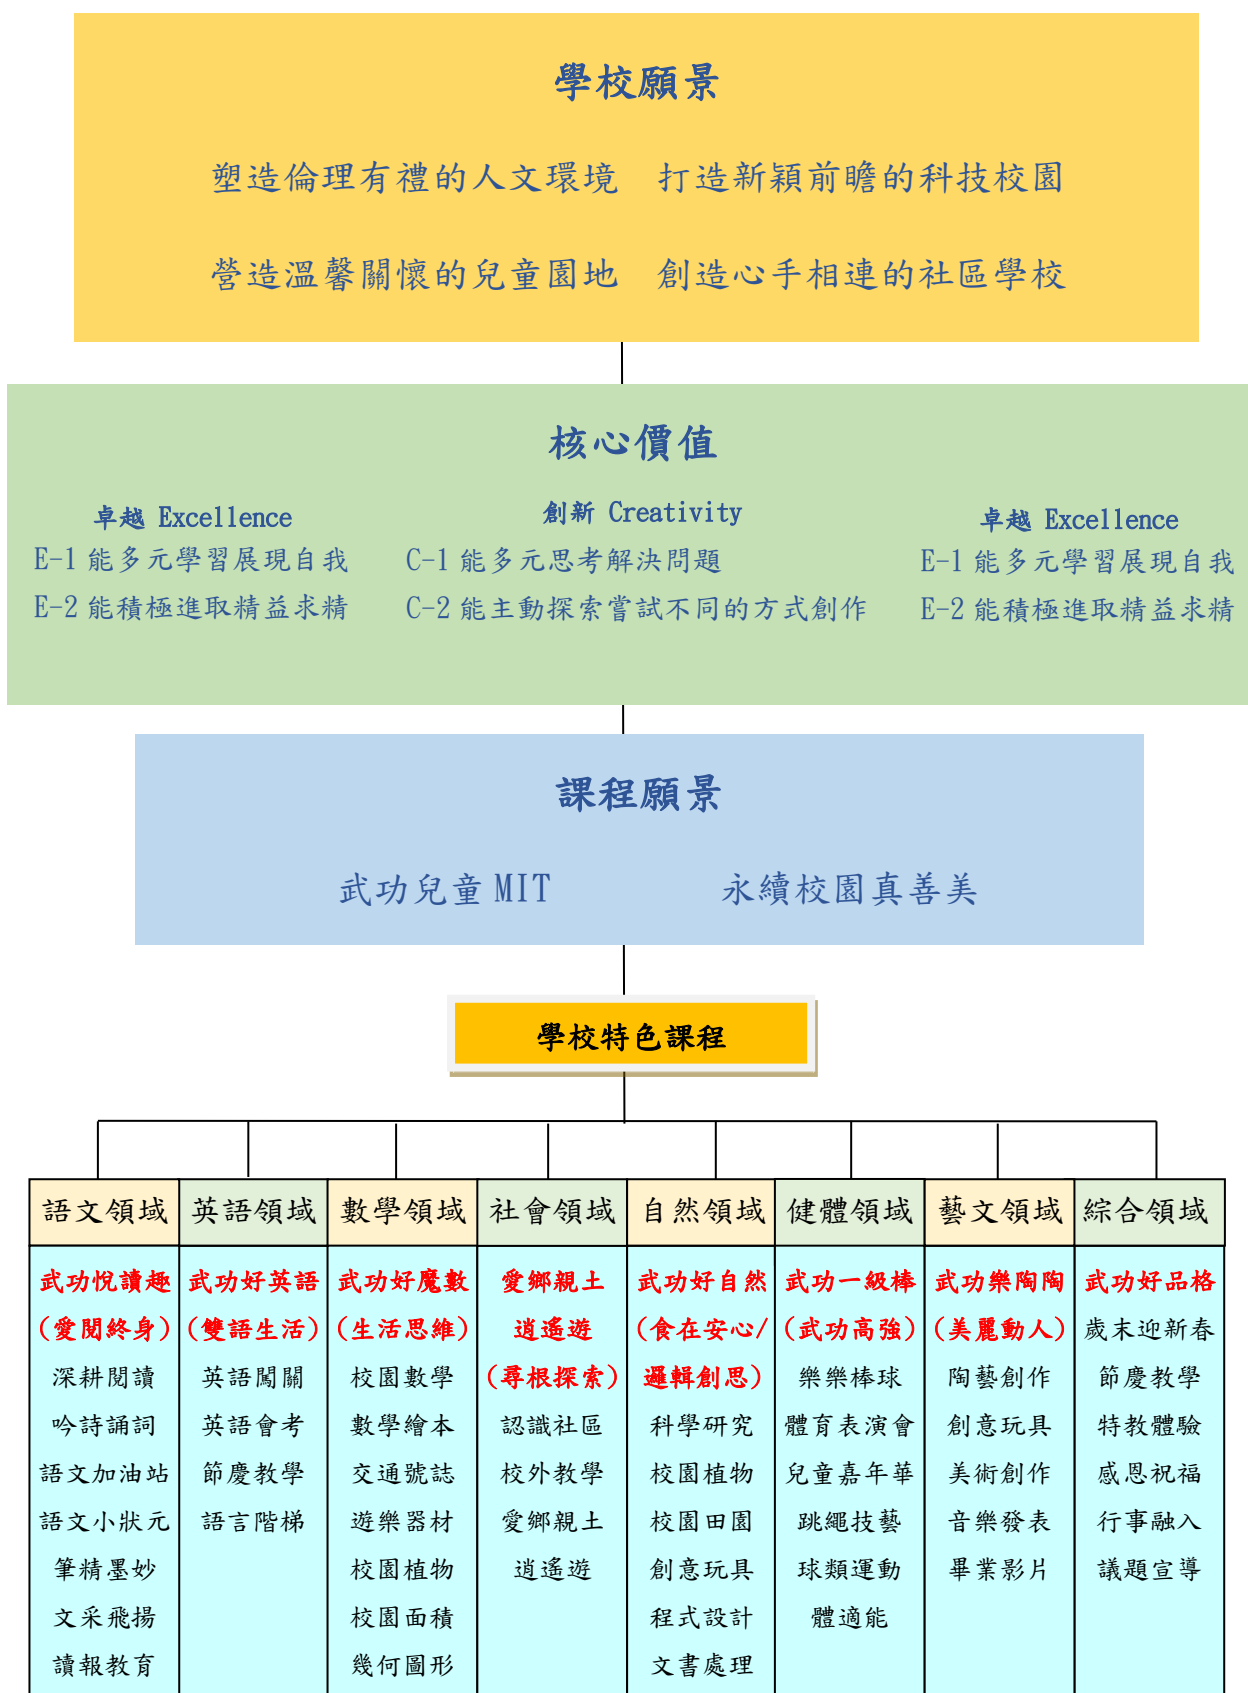 學校願景
塑造倫理有禮的人文環境 打造新穎前瞻的科技校園
營造溫馨關懷的兒童園地 創造心手相連的社區學校
核心價值
卓越 Excellence
E-1 能多元學習展現自我
E-2 能積極進取精益求精
創新 Creativity
C-1 能多元思考解決問題
C-2 能主動探索嘗試不同的方式創作
卓越 Excellence
E-1 能多元學習展現自我
E-2 能積極進取精益求精
課程願景
武功兒童 MIT 永續校園真善美
學校特色課程
語文領域
武功悅讀趣
(愛閱終身)
深耕閱讀
吟詩誦詞
語文加油站
語文小狀元
筆精墨妙
文采飛揚
讀報教育
英語領域
武功好英語
(雙語生活)
英語闖關
英語會考
節慶教學
語言階梯
數學領域
武功好魔數
(生活思維)
校園數學
數學繪本
交通號誌
遊樂器材
校園植物
校園面積
幾何圖形
社會領域
愛鄉親土
逍遙遊
(尋根探索)
認識社區
校外教學
愛鄉親土
逍遙遊
自然領域
武功好自然
(食在安心/
邏輯創思)
科學研究
校園植物
校園田園
創意玩具
程式設計
文書處理
健體領域
武功一級棒
(武功高強)
樂樂棒球
體育表演會
兒童嘉年華
跳繩技藝
球類運動
體適能
藝文領域
武功樂陶陶
(美麗動人)
陶藝創作
創意玩具
美術創作
音樂發表
畢業影片
綜合領域
武功好品格
歲末迎新春
節慶教學
特教體驗
感恩祝福
行事融入
議題宣導